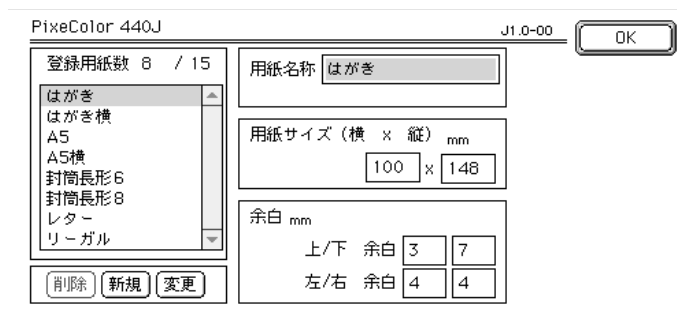 PixeColor 440J
J1.0-00
OK
登録用紙数 8 / 15
はがき
はがき横
A5
A5横
封筒長形6
封筒長形8
レター
リーガル
削除 新規 変更
用紙名称 はがき
用紙サイズ (横 x 縦) mm
100 x 148
余白 mm
上/下 余白 3 7
左/右 余白 4 4